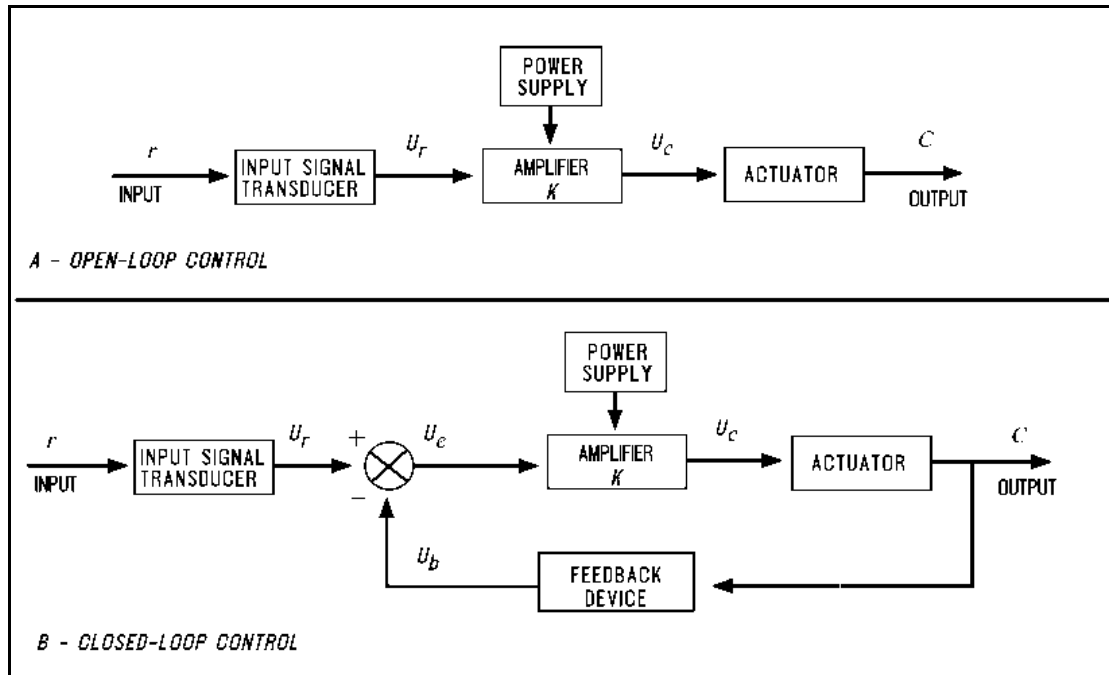 POWER
SUPPLY
r
INPUT
INPUT SIGNAL
TRANSDUCER
U_r
AMPLIFIER
K
U_c
ACTUATOR
C
OUTPUT
A - OPEN-LOOP CONTROL
POWER
SUPPLY
r
INPUT
INPUT SIGNAL
TRANSDUCER
U_r
+
−
U_e
AMPLIFIER
K
U_c
ACTUATOR
C
OUTPUT
U_b
FEEDBACK
DEVICE
B - CLOSED-LOOP CONTROL